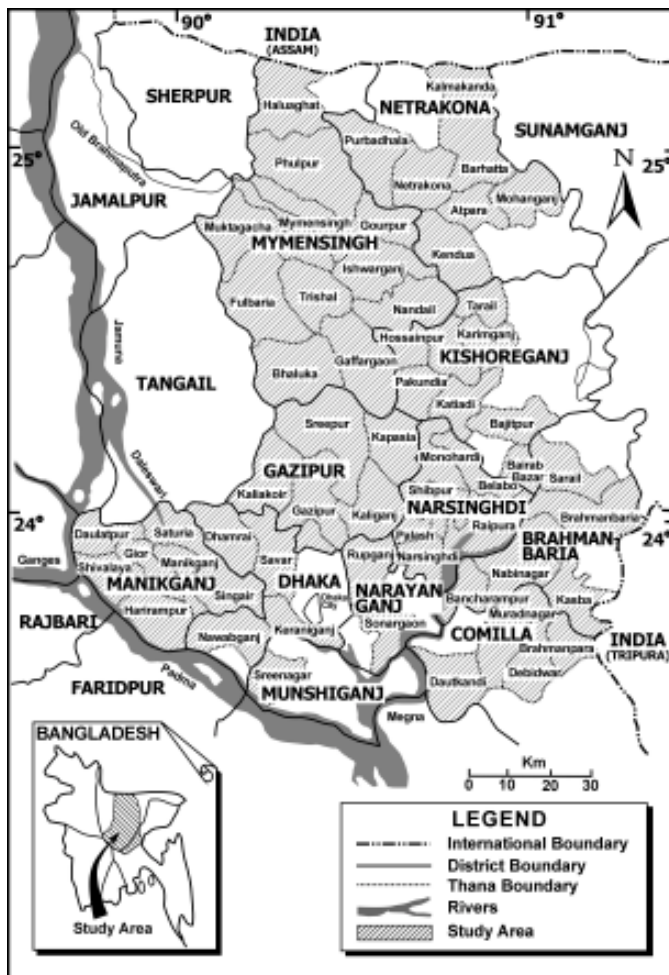 90
91
INDIA
(ASSAM)
SHERPUR
Haluaghat
Kalmakanda
NETRAKONA
SUNAMGANJ
25°
25°
N
Old Brahmaputra
Purbadhala
Phulpur
Barhatta
Netrakona
Mohanganj
Atpara
JAMALPUR
Muktagacha
Mymensingh
Gourpur
MYMENSINGH
Kendua
Ishwarganj
Fulbaria
Trishal
Nandail
Tarail
Jamuna
Hossainpur
Karimganj
KISHOREGANJ
Gaffargaon
TANGAIL
Bhaluka
Pakundia
Katiadi
Sreepur
Bajitpur
Kapasia
Monohardi
Daleswari
GAZIPUR
Bairab
Bazar
Sarail
Belabo
Shibpur
Kaliakoir
NARSINGHDI
24°
24°
Gazipur
Kaliganj
Raipura
Brahmanbaria
Daulatpur
Saturia
Dhamrai
Palash
BRAHMAN-
BARIA
Gior
Savar
Rupganj
Narsinghdi
Ganges
Shivalaya
Manikganj
Nabinagar
MANIKGANJ
DHAKA
NARAYAN
GANJ
Dhaka
City
Singair
Bancharampur
Kasba
Harirampur
Muradnagar
RAJBARI
Sonargaon
COMILLA
INDIA
(TRIPURA)
Nawabganj
Keraniganj
Brahmanpara
Sreenagar
Debidwar
FARIDPUR
Padma
MUNSHIGANJ
Dautkandi
Megna
BANGLADESH
Study Area
Km
0 10 20 30
LEGEND
International Boundary
District Boundary
Thana Boundary
Rivers
Study Area